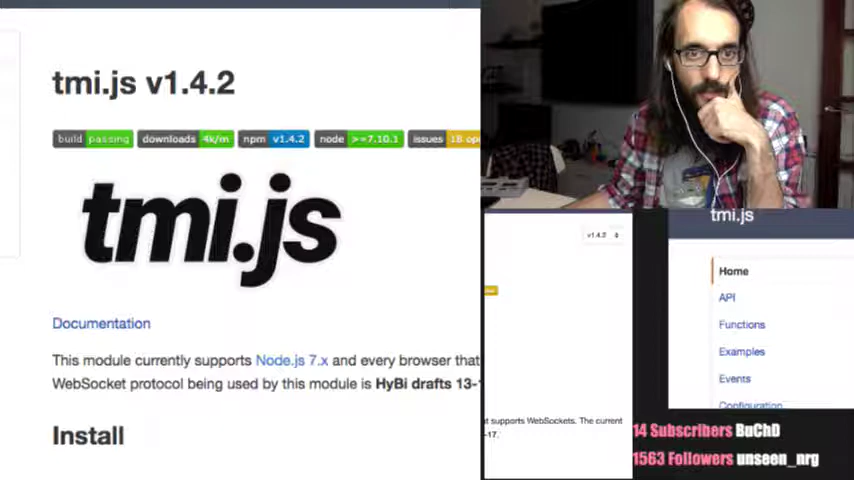 tmi.js v1.4.2
build passing downloads 4k/m npm v1.4.2 node >=7.10.1 issues 18
tmi.js
Documentation
This module currently supports Node.js 7.x and every browser that
WebSocket protocol being used by this module is HyBi drafts 13-
Install
v1.4.2
supports WebSockets. The current
-17.
tmi.js
Home
API
Functions
Examples
Events
Configuration
14 Subscribers BuChD
1563 Followers unseen_nrg